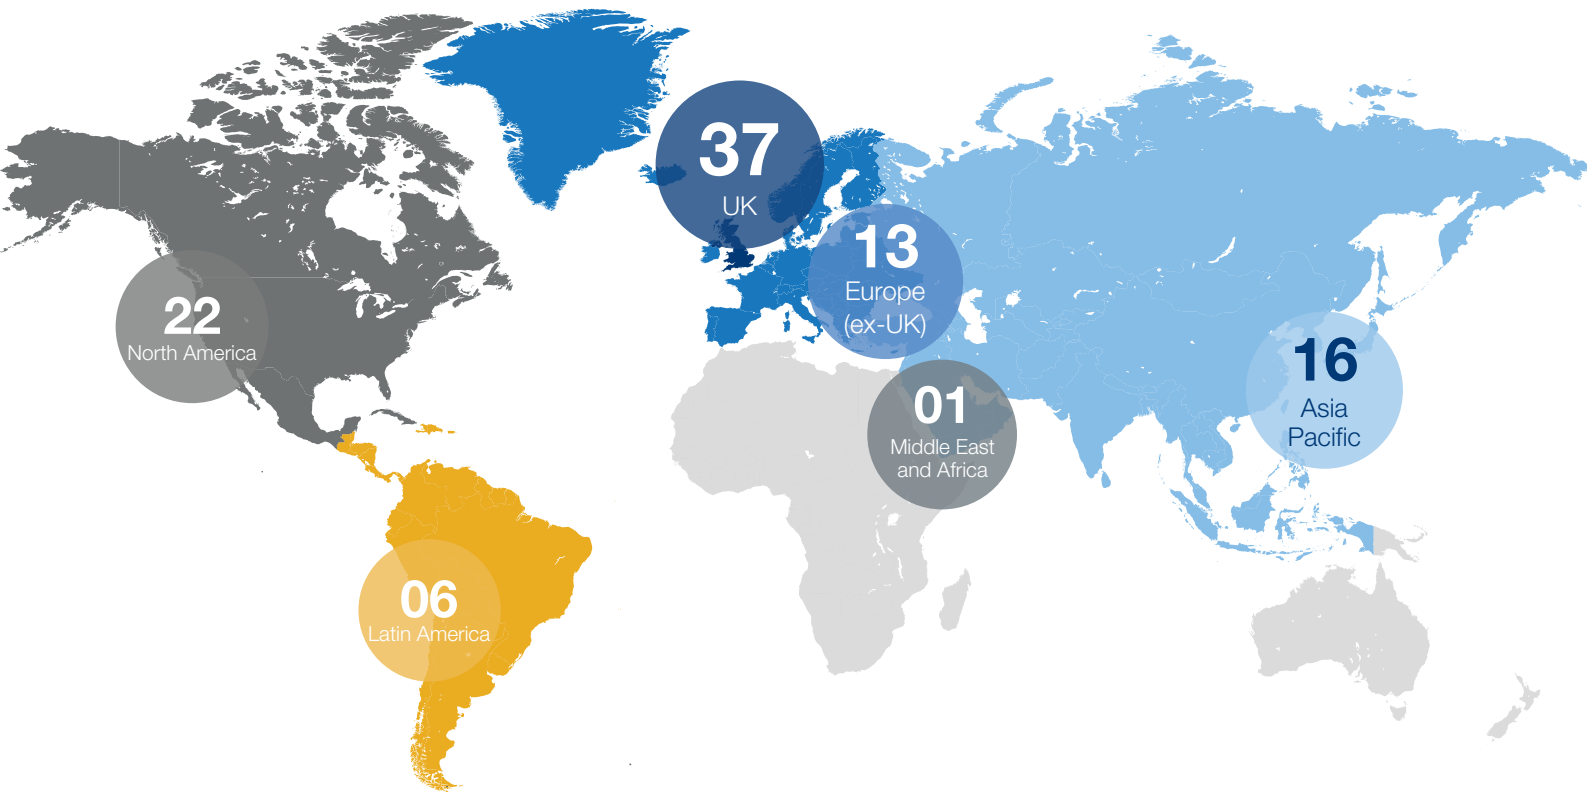 37
UK
13
Europe
(ex-UK)
22
North America
16
Asia
Pacific
01
Middle East
and Africa
06
Latin America